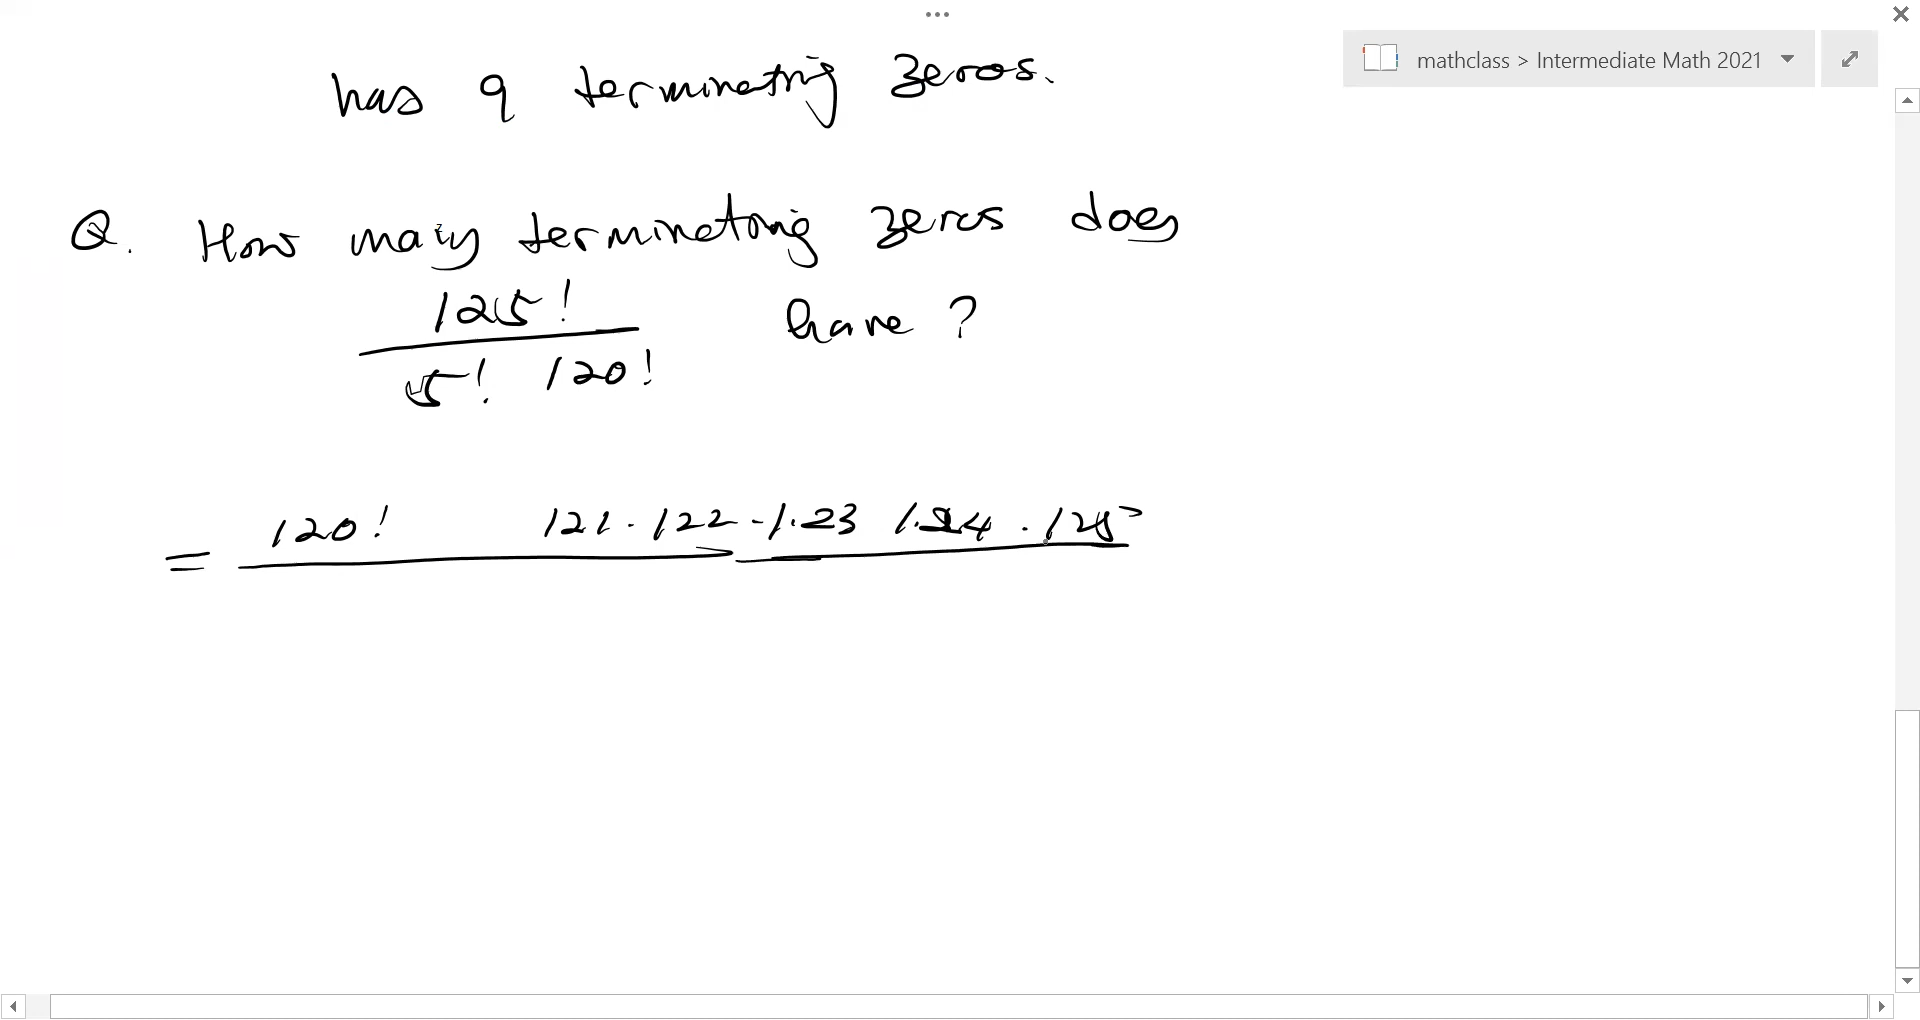 mathclass > Intermediate Math 2021
has 9 terminating zeros.
Q. How many terminating zeros does
125! / 5! 120! have ?
= 120! 121 · 122 · 123 124 · 125